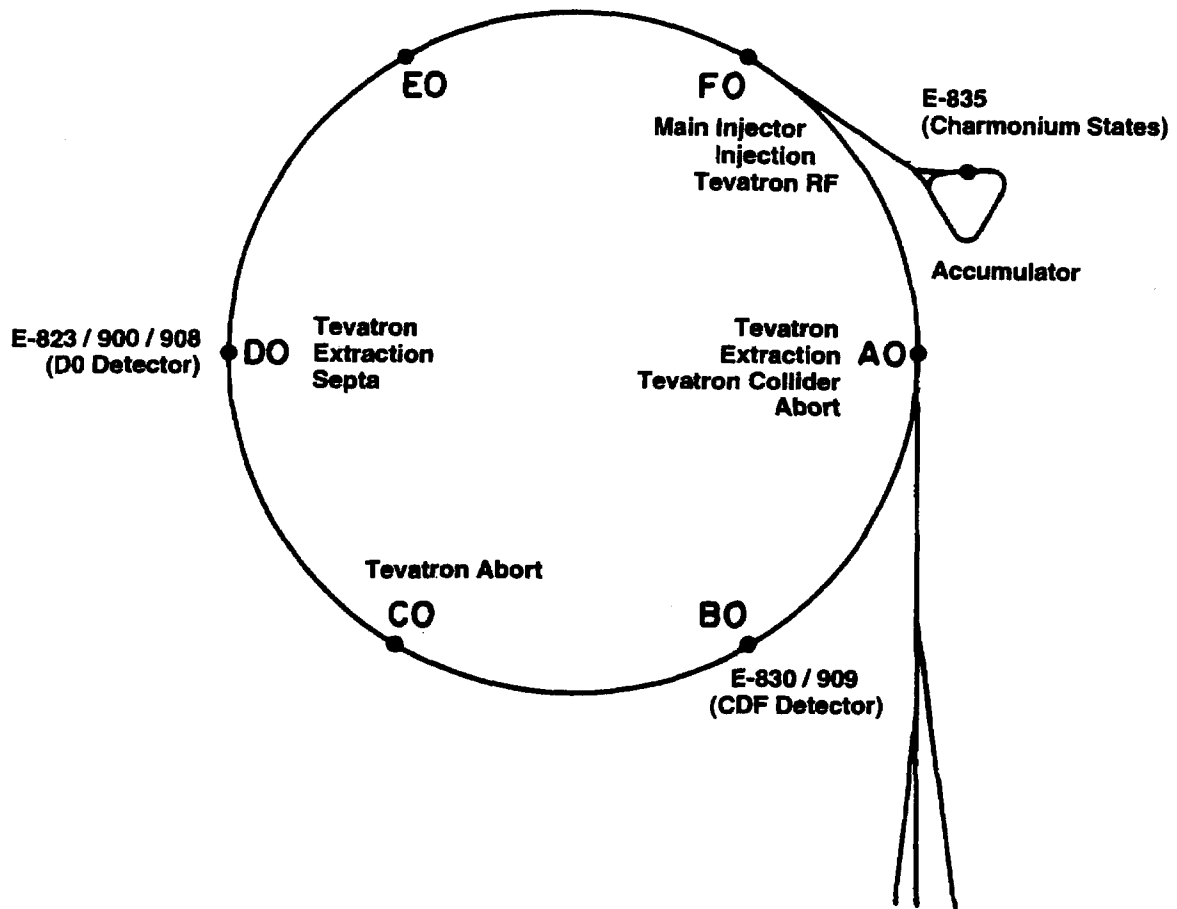 EO
FO
Main Injector
Injection
Tevatron RF
E-835
(Charmonium States)
Accumulator
E-823 / 900 / 908
(D0 Detector)
DO
Tevatron
Extraction
Septa
Tevatron
Extraction
Tevatron Collider
Abort
AO
Tevatron Abort
CO
BO
E-830 / 909
(CDF Detector)